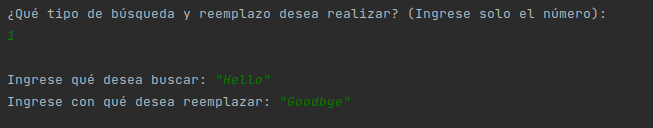 ¿Qué tipo de búsqueda y reemplazo desea realizar? (Ingrese solo el número):
1
Ingrese qué desea buscar: "Hello"
Ingrese con qué desea reemplazar: "Goodbye"